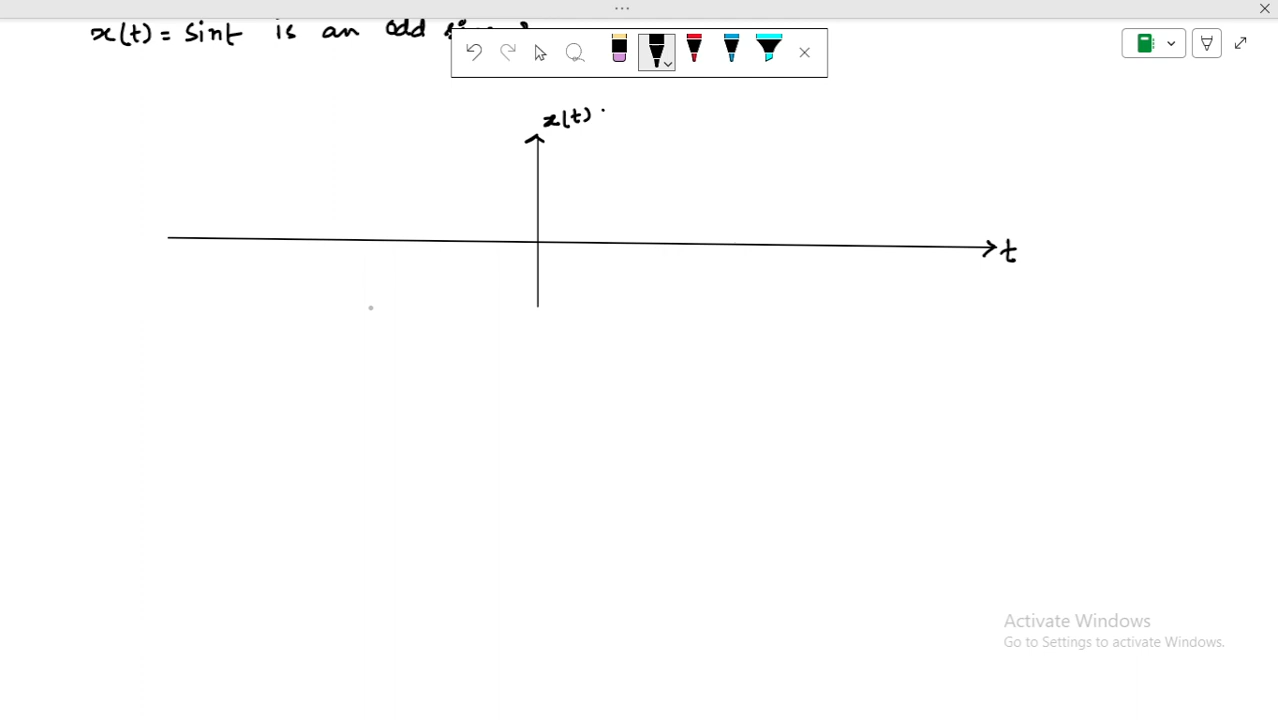 x(t) = sint is an odd
x(t)
t
Activate Windows
Go to Settings to activate Windows.